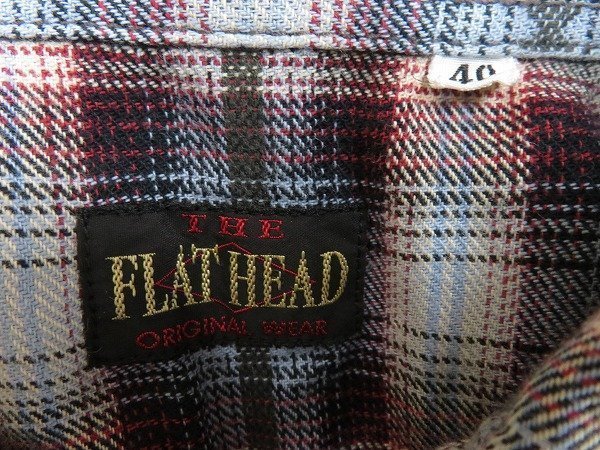 40
THE
FLAT HEAD
ORIGINAL WEAR